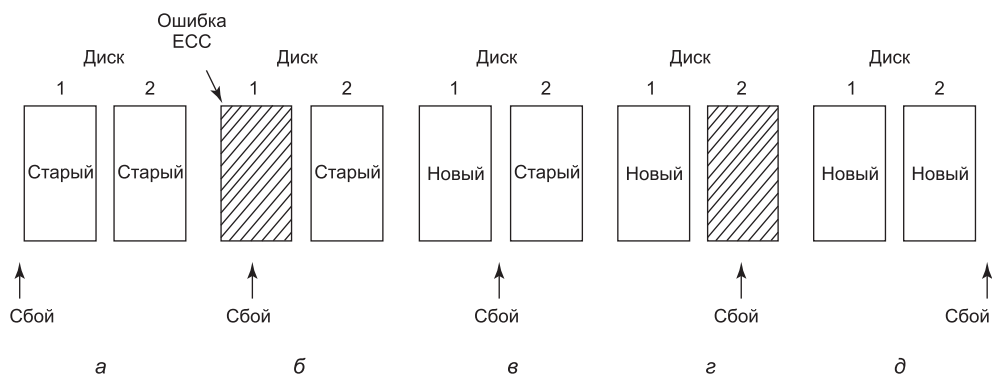 Ошибка
ECC
Диск Диск Диск Диск Диск
1 2 1 2 1 2 1 2 1 2
Старый Старый Старый Новый Старый Новый Новый Новый
Сбой Сбой Сбой Сбой Сбой
а б в г д